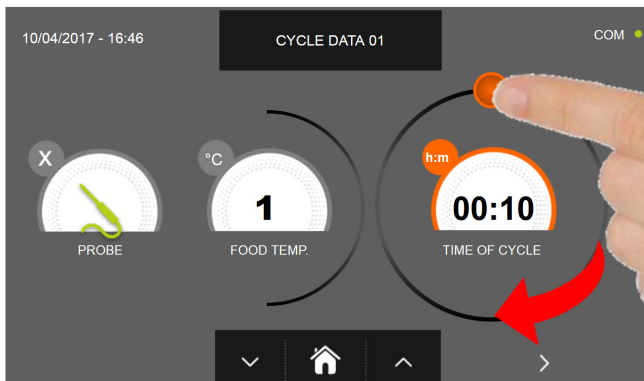 10/04/2017 - 16:46
CYCLE DATA 01
COM
X
°C
h:m
1
00:10
PROBE
FOOD TEMP.
TIME OF CYCLE